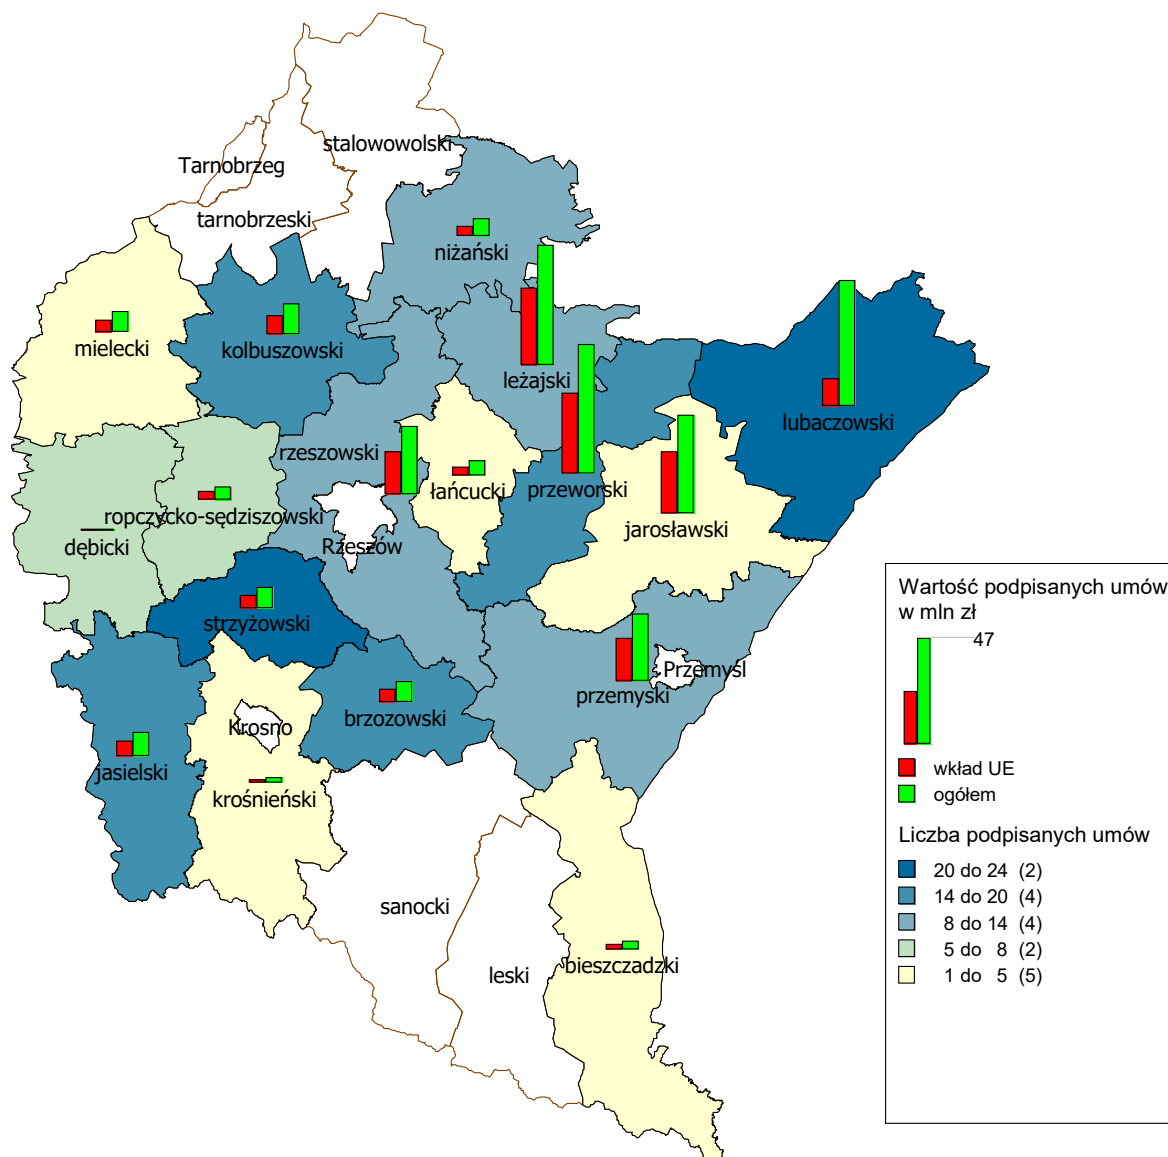 stalowowolski
Tarnobrzeg
tarnobrzeski
niżański
mielecki
kolbuszowski
leżajski
lubaczowski
rzeszowski
łańcucki
przeworski
ropczycko-sędziszowski
jarosławski
dębicki
Rzeszów
strzyżowski
Przemyśl
przemyski
brzozowski
Krosno
jasielski
krośnieński
sanocki
leski
bieszczadzki
Wartość podpisanych umów
w mln zł
47
wkład UE
ogółem
Liczba podpisanych umów
20 do 24 (2)
14 do 20 (4)
8 do 14 (4)
5 do 8 (2)
1 do 5 (5)